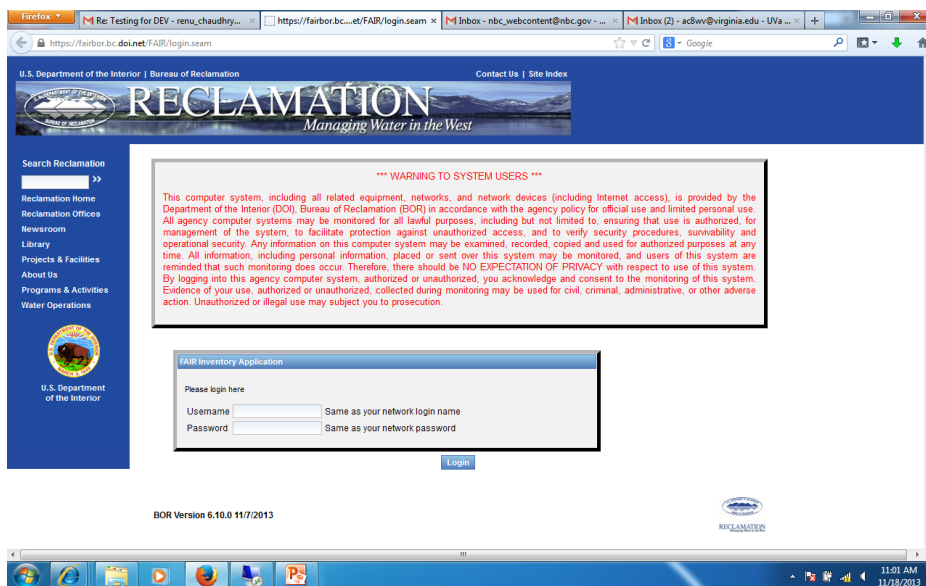 Firefox
Re: Testing for DEV - renu_chaudhry...
https://fairbor.bc....et/FAIR/login.seam
Inbox - nbc_webcontent@nbc.gov - ...
Inbox (2) - ac8wv@virginia.edu - UVa ...
https://fairbor.bc.doi.net/FAIR/login.seam
Google
U.S. Department of the Interior | Bureau of Reclamation
Contact Us | Site Index
RECLAMATION
Managing Water in the West
Search Reclamation
>>
Reclamation Home
Reclamation Offices
Newsroom
Library
Projects & Facilities
About Us
Programs & Activities
Water Operations
U.S. Department
of the Interior
*** WARNING TO SYSTEM USERS ***
This computer system, including all related equipment, networks, and network devices (including Internet access), is provided by the
Department of the Interior (DOI), Bureau of Reclamation (BOR) in accordance with the agency policy for official use and limited personal use.
All agency computer systems may be monitored for all lawful purposes, including but not limited to, ensuring that use is authorized, for
management of the system, to facilitate protection against unauthorized access, and to verify security procedures, survivability and
operational security. Any information on this computer system may be examined, recorded, copied and used for authorized purposes at any
time. All information, including personal information, placed or sent over this system may be monitored, and users of this system are
reminded that such monitoring does occur. Therefore, there should be NO EXPECTATION OF PRIVACY with respect to use of this system.
By logging into this agency computer system, authorized or unauthorized, you acknowledge and consent to the monitoring of this system.
Evidence of your use, authorized or unauthorized, collected during monitoring may be used for civil, criminal, administrative, or other adverse
action. Unauthorized or illegal use may subject you to prosecution.
FAIR Inventory Application
Please login here
Username
Same as your network login name
Password
Same as your network password
Login
BOR Version 6.10.0 11/7/2013
RECLAMATION
Managing Water in the West
11:01 AM
11/18/2013